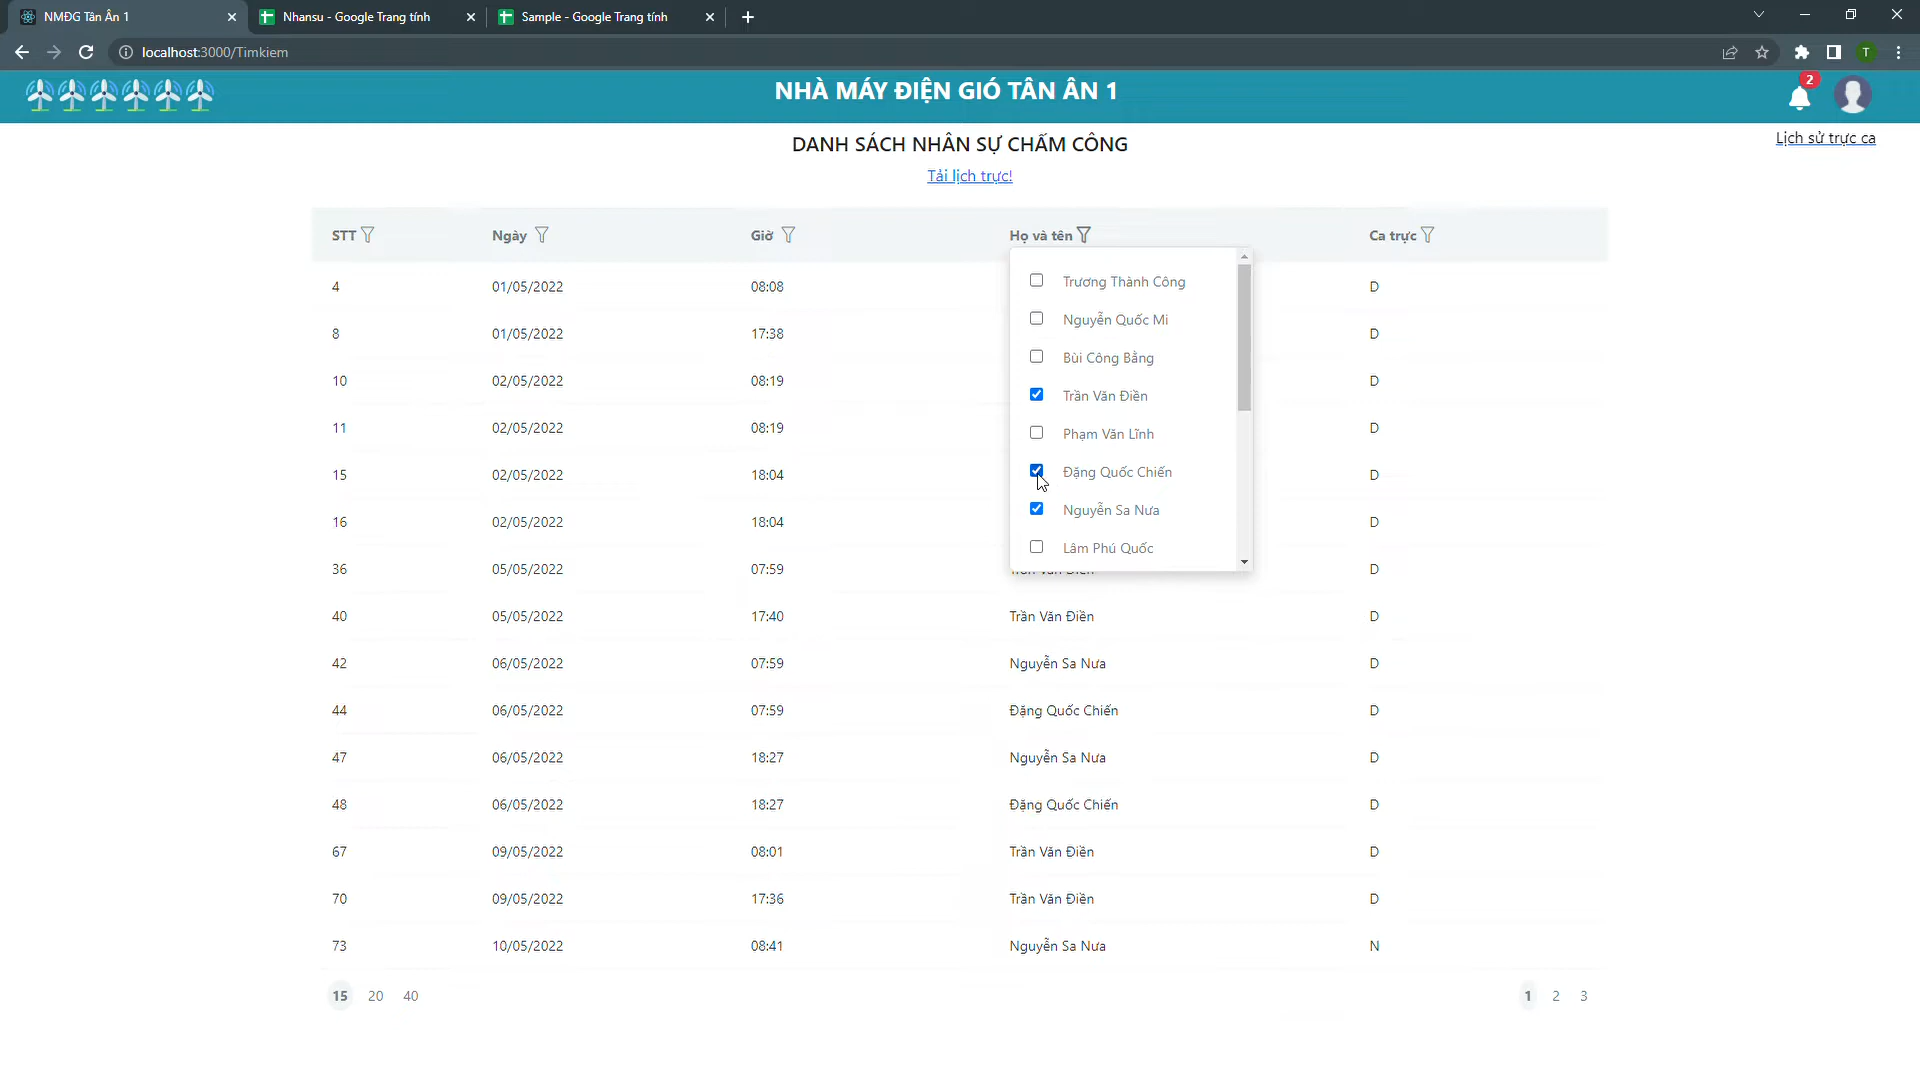 NMĐG Tân Ân 1
Nhansu - Google Trang tính
Sample - Google Trang tính
localhost:3000/Timkiem
T
NHÀ MÁY ĐIỆN GIÓ TÂN ÂN 1
2
DANH SÁCH NHÂN SỰ CHẤM CÔNG
Lịch sử trực ca
Tải lịch trực!
STT Ngày Giờ Họ và tên Ca trực
4 01/05/2022 08:08 D
8 01/05/2022 17:38 D
10 02/05/2022 08:19 D
11 02/05/2022 08:19 D
15 02/05/2022 18:04 D
16 02/05/2022 18:04 D
36 05/05/2022 07:59 D
Trương Thành Công
Nguyễn Quốc Mi
Bùi Công Bằng
Trần Văn Điền
Phạm Văn Lĩnh
Đặng Quốc Chiến
Nguyễn Sa Nưa
Lâm Phú Quốc
40 05/05/2022 17:40 Trần Văn Điền D
42 06/05/2022 07:59 Nguyễn Sa Nưa D
44 06/05/2022 07:59 Đặng Quốc Chiến D
47 06/05/2022 18:27 Nguyễn Sa Nưa D
48 06/05/2022 18:27 Đặng Quốc Chiến D
67 09/05/2022 08:01 Trần Văn Điền D
70 09/05/2022 17:36 Trần Văn Điền D
73 10/05/2022 08:41 Nguyễn Sa Nưa N
15 20 40
1 2 3